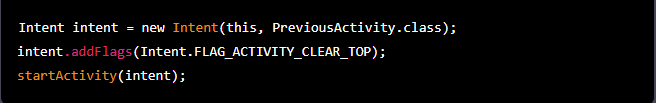 Intent intent = new Intent(this, PreviousActivity.class);
intent.addFlags(Intent.FLAG_ACTIVITY_CLEAR_TOP);
startActivity(intent);